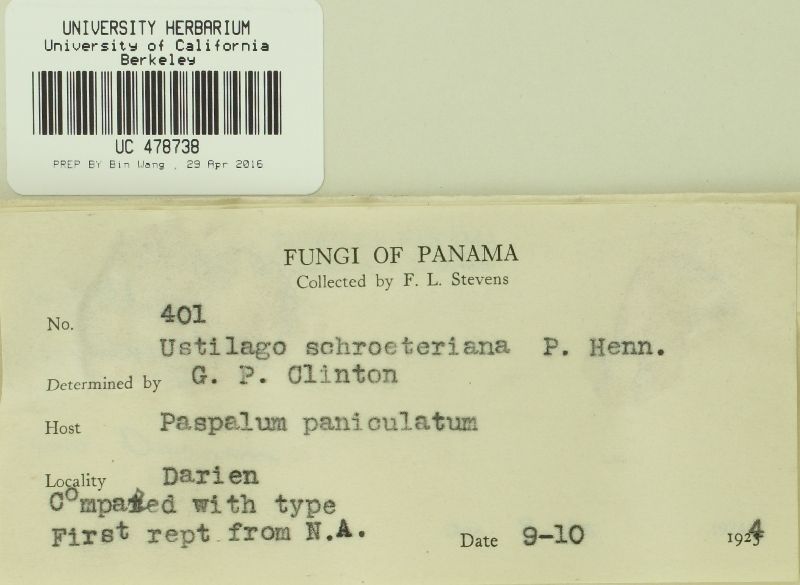 UNIVERSITY HERBARIUM
University of California
Berkeley
UC 478738
PREP BY Bin Wang , 29 Apr 2016
FUNGI OF PANAMA
Collected by F. L. Stevens
No. 401
Ustilago schroeteriana P. Henn.
Determined by G. P. Clinton
Host Paspalum paniculatum
Locality Darien
Compared with type
First rept from N.A.
Date 9-10 1924